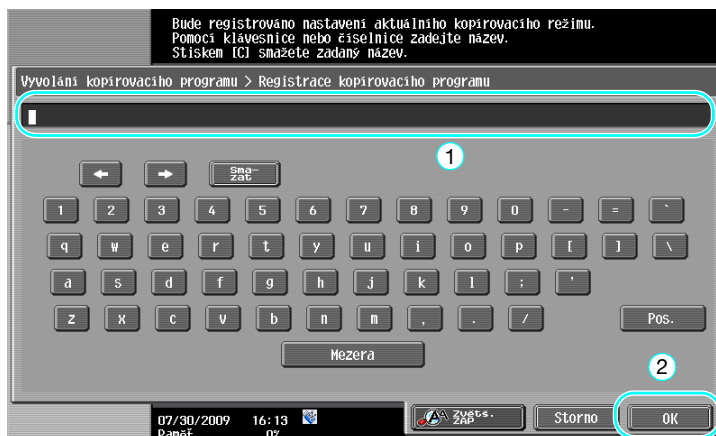 Bude registrováno nastavení aktuálního kopírovacího režimu.
Pomocí klávesnice nebo číselnice zadejte název.
Stiskem [C] smažete zadaný název.
Vyvolání kopírovacího programu > Registrace kopírovacího programu
1
← → Sma-
zat
1 2 3 4 5 6 7 8 9 0 - = `
q w e r t y u i o p [ ] \
a s d f g h j k l ; '
z x c v b n m , . / Pos.
Mezera
2
07/30/2009 16:13 Zvětš. ZAP Storno OK
Paměť 0%